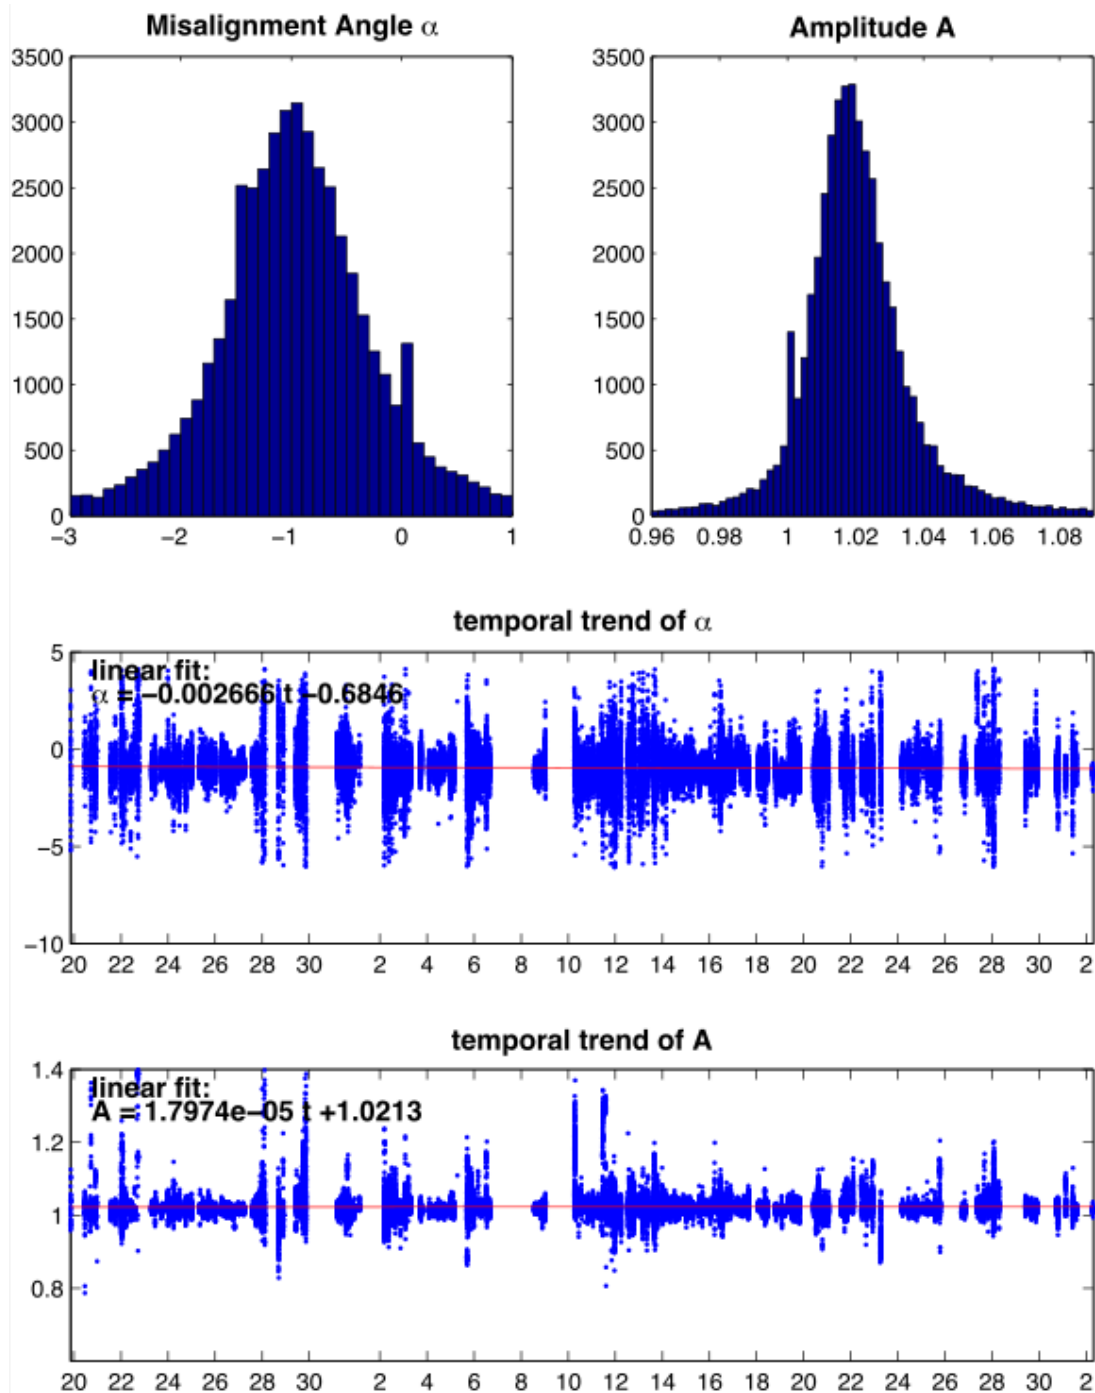 Misalignment Angle α
Amplitude A
3500 3500
3000 3000
2500 2500
2000 2000
1500 1500
1000 1000
500 500
0 0
−3 −2 −1 0 1
0.96 0.98 1 1.02 1.04 1.06 1.08
temporal trend of α
5
linear fit:
α = −0.002666 t −0.6846
0
−5
−10
20 22 24 26 28 30 2 4 6 8 10 12 14 16 18 20 22 24 26 28 30 2
temporal trend of A
1.4
linear fit:
A = 1.7974e−05 t +1.0213
1.2
1
0.8
20 22 24 26 28 30 2 4 6 8 10 12 14 16 18 20 22 24 26 28 30 2